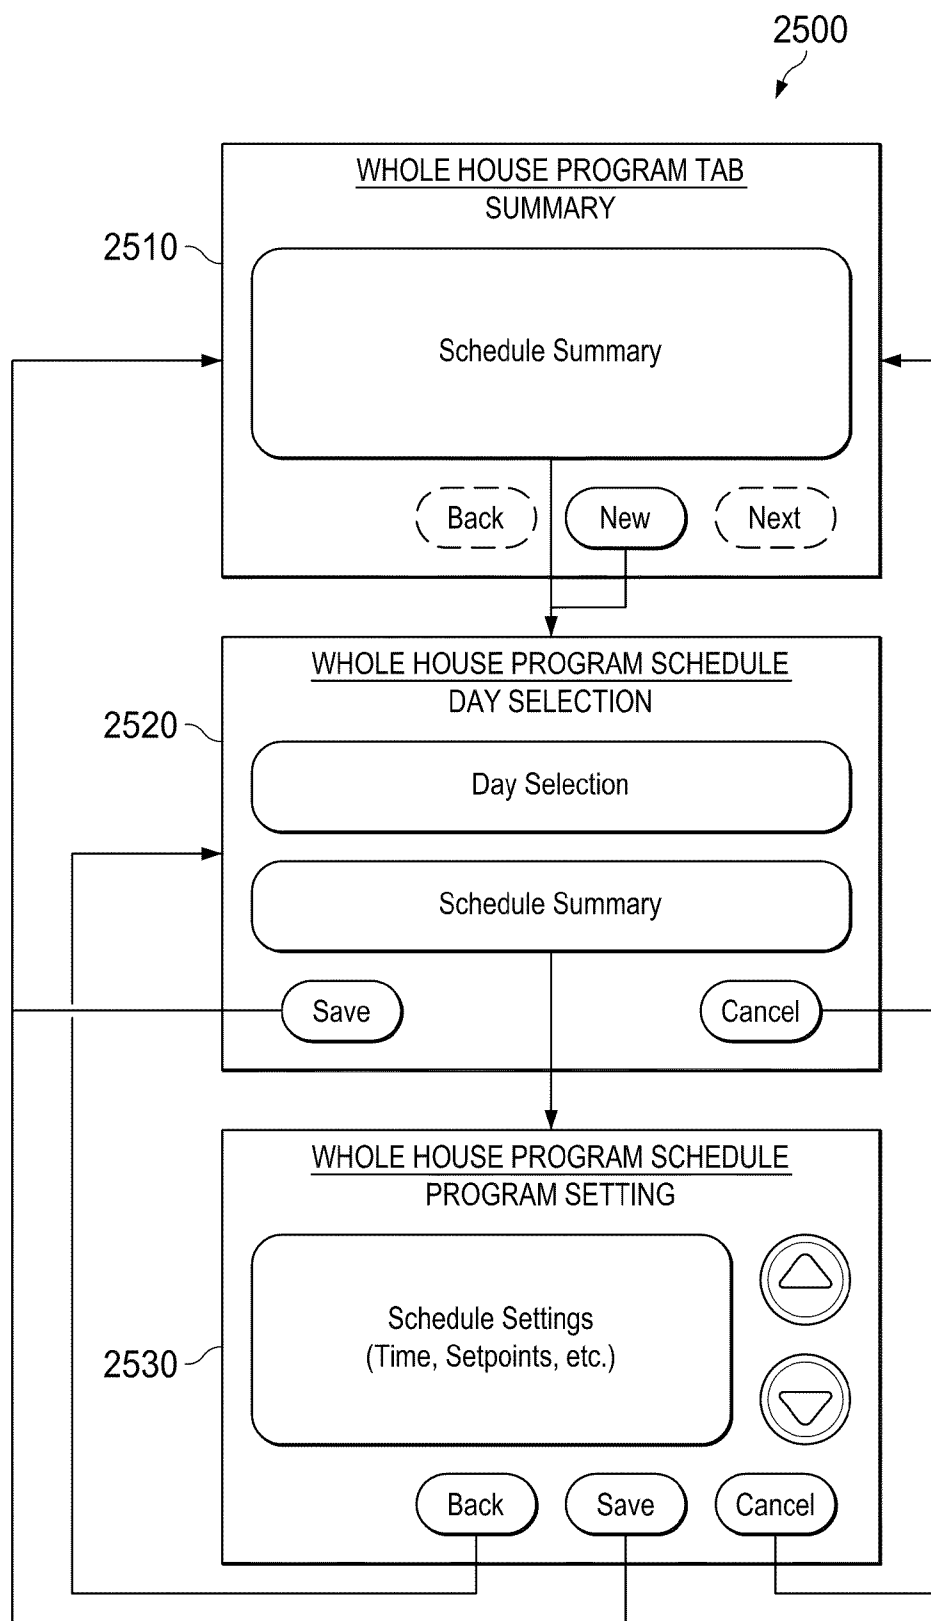 2500
WHOLE HOUSE PROGRAM TAB
SUMMARY
2510
Schedule Summary
Back
New
Next
WHOLE HOUSE PROGRAM SCHEDULE
DAY SELECTION
2520
Day Selection
Schedule Summary
Save
Cancel
WHOLE HOUSE PROGRAM SCHEDULE
PROGRAM SETTING
Schedule Settings
(Time, Setpoints, etc.)
2530
Back
Save
Cancel